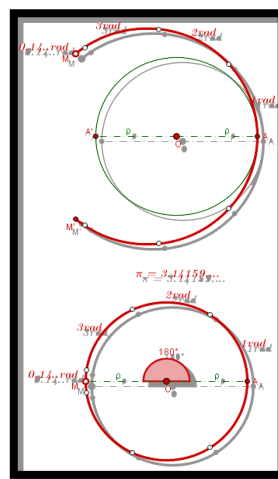 3rad
2rad
0,14..rad
M
1rad
A'
ρ
ρ
A
O
M'
π = 3,14159...
2rad
3rad
1rad
180°
0,14..rad
ρ
ρ
M
A
M'
O